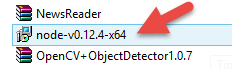 NewsReader
node-v0.12.4-x64
OpenCV+ObjectDetector1.0.7